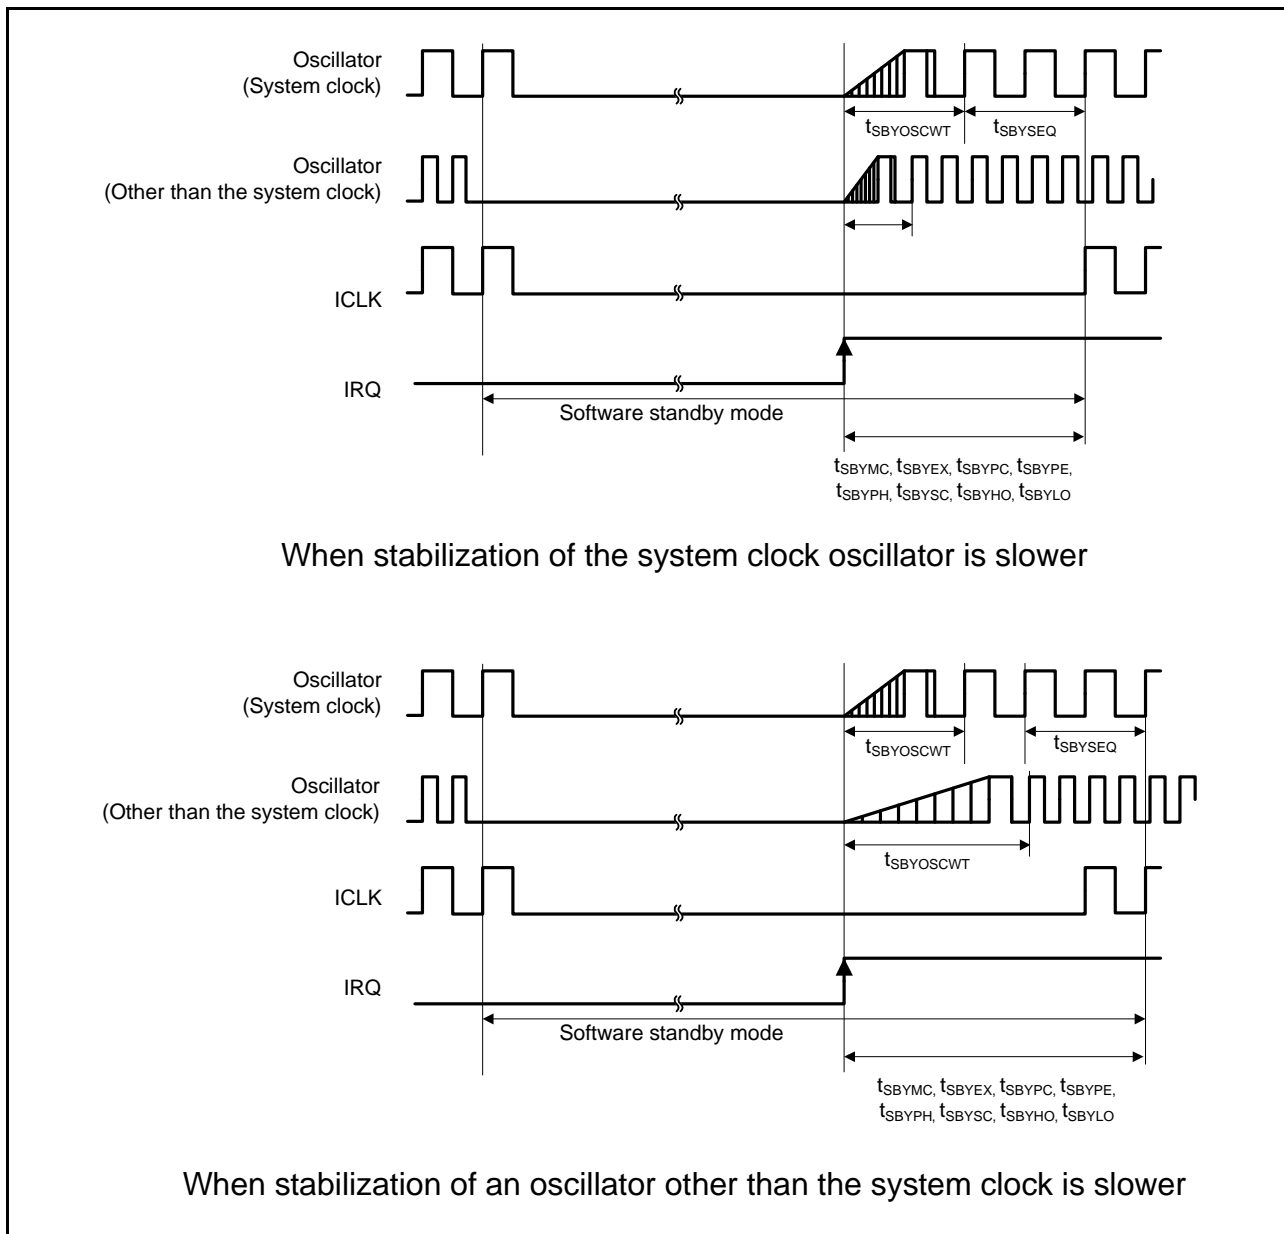 Oscillator
(System clock)
tSBYOSCWT
tSBYSEQ
Oscillator
(Other than the system clock)
ICLK
IRQ
Software standby mode
tSBYMC, tSBYEX, tSBYPC, tSBYPE,
tSBYPH, tSBYSC, tSBYHO, tSBYLO
When stabilization of the system clock oscillator is slower
Oscillator
(System clock)
tSBYOSCWT
tSBYSEQ
Oscillator
(Other than the system clock)
tSBYOSCWT
ICLK
IRQ
Software standby mode
tSBYMC, tSBYEX, tSBYPC, tSBYPE,
tSBYPH, tSBYSC, tSBYHO, tSBYLO
When stabilization of an oscillator other than the system clock is slower